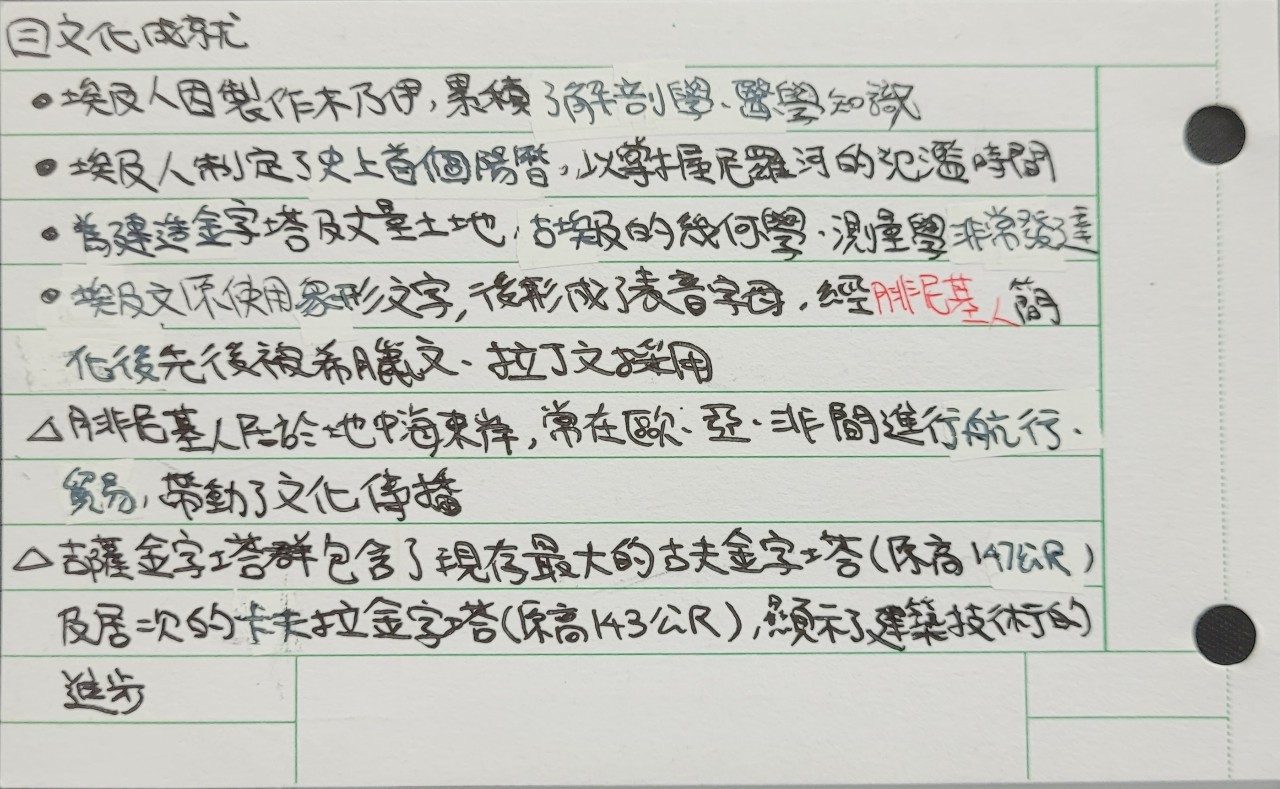 ㈢文化成就
• 埃及人因製作木乃伊，累積了解剖學、醫學知識
• 埃及人制定了史上首個陽曆，以掌握尼羅河的氾濫時間
• 為建造金字塔及丈量土地，古埃及的幾何學、測量學非常發達
• 埃及文原使用象形文字，後形成了表音字母，經腓尼基人簡
化後先後被希臘文、拉丁文採用
△ 腓尼基人居於地中海東岸，常在歐、亞、非間進行航行、
貿易，帶動了文化傳播
△ 吉薩金字塔群包含了現存最大的古夫金字塔（原高147公尺）
及居次的卡夫拉金字塔（原高143公尺），顯示了建築技術的
進步